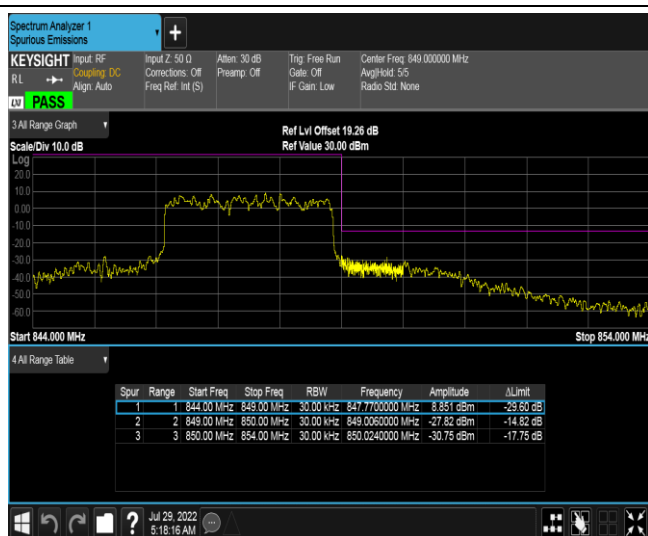 Spectrum Analyzer 1
Spurious Emissions
+
KEYSIGHT Input: RF Input Z: 50 Ω Atten: 30 dB Trig: Free Run Center Freq: 849.000000 MHz
RL Coupling: DC Corrections: Off Preamp: Off Gate: Off Avg|Hold: 5/5
Align: Auto Freq Ref: Int (S) IF Gain: Low Radio Std: None
LXI PASS
3 All Range Graph
Ref Lvl Offset 19.26 dB
Scale/Div 10.0 dB Ref Value 30.00 dBm
Log
20.0
10.0
0.00
-10.0
-20.0
-30.0
-40.0
-50.0
-60.0
Start 844.000 MHz Stop 854.000 MHz
4 All Range Table
Spur Range Start Freq Stop Freq RBW Frequency Amplitude ΔLimit
1 1 844.00 MHz 849.00 MHz 30.00 kHz 847.7700000 MHz 8.851 dBm -29.60 dB
2 2 849.00 MHz 850.00 MHz 30.00 kHz 849.0060000 MHz -27.82 dBm -14.82 dB
3 3 850.00 MHz 854.00 MHz 30.00 kHz 850.0240000 MHz -30.75 dBm -17.75 dB
? Jul 29, 2022
5:18:16 AM